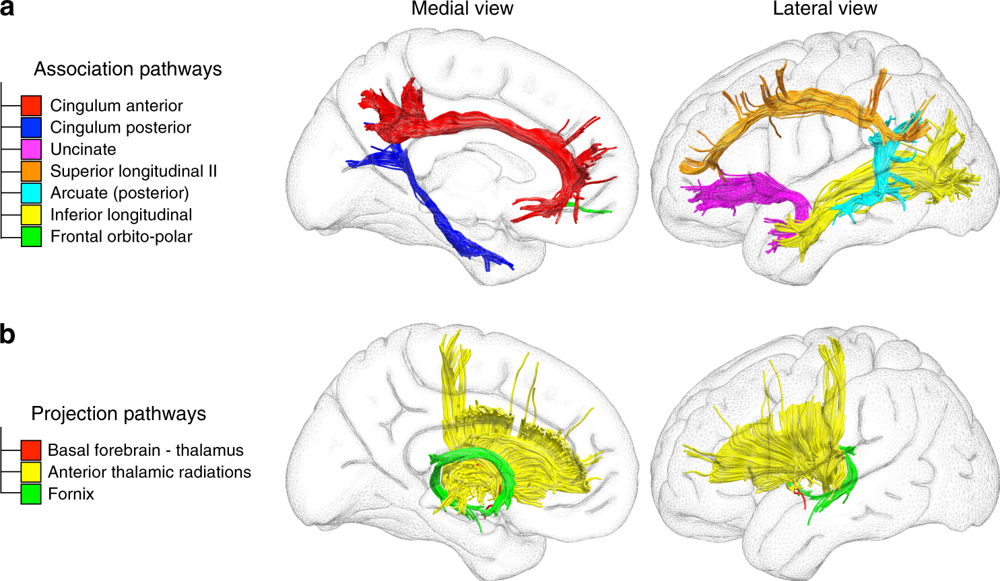 a
Medial view
Lateral view
Association pathways
Cingulum anterior
Cingulum posterior
Uncinate
Superior longitudinal II
Arcuate (posterior)
Inferior longitudinal
Frontal orbito-polar
b
Projection pathways
Basal forebrain - thalamus
Anterior thalamic radiations
Fornix